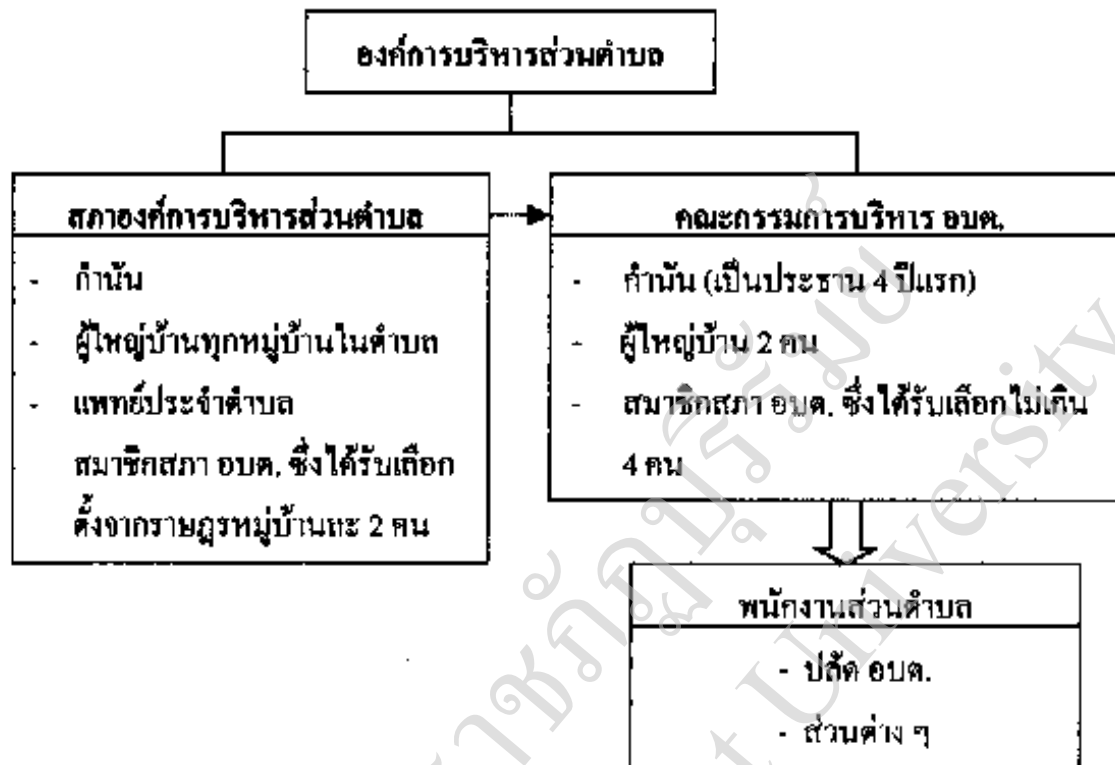 องค์การบริหารส่วนตำบล
สภาองค์การบริหารส่วนตำบล
- กำนัน
- ผู้ใหญ่บ้านทุกหมู่บ้านในตำบล
- แพทย์ประจำตำบล
- สมาชิกสภา อบต. ซึ่งได้รับเลือก
ตั้งจากราษฎรหมู่บ้านละ 2 คน
คณะกรรมการบริหาร อบต.
- กำนัน (เป็นประธาน 4 ปีแรก)
- ผู้ใหญ่บ้าน 2 คน
- สมาชิกสภา อบต. ซึ่งได้รับเลือกไม่เกิน
4 คน
พนักงานส่วนตำบล
- ปลัด อบต.
- ส่วนต่าง ๆ
ราชภัฏบุรีรัมย์
University